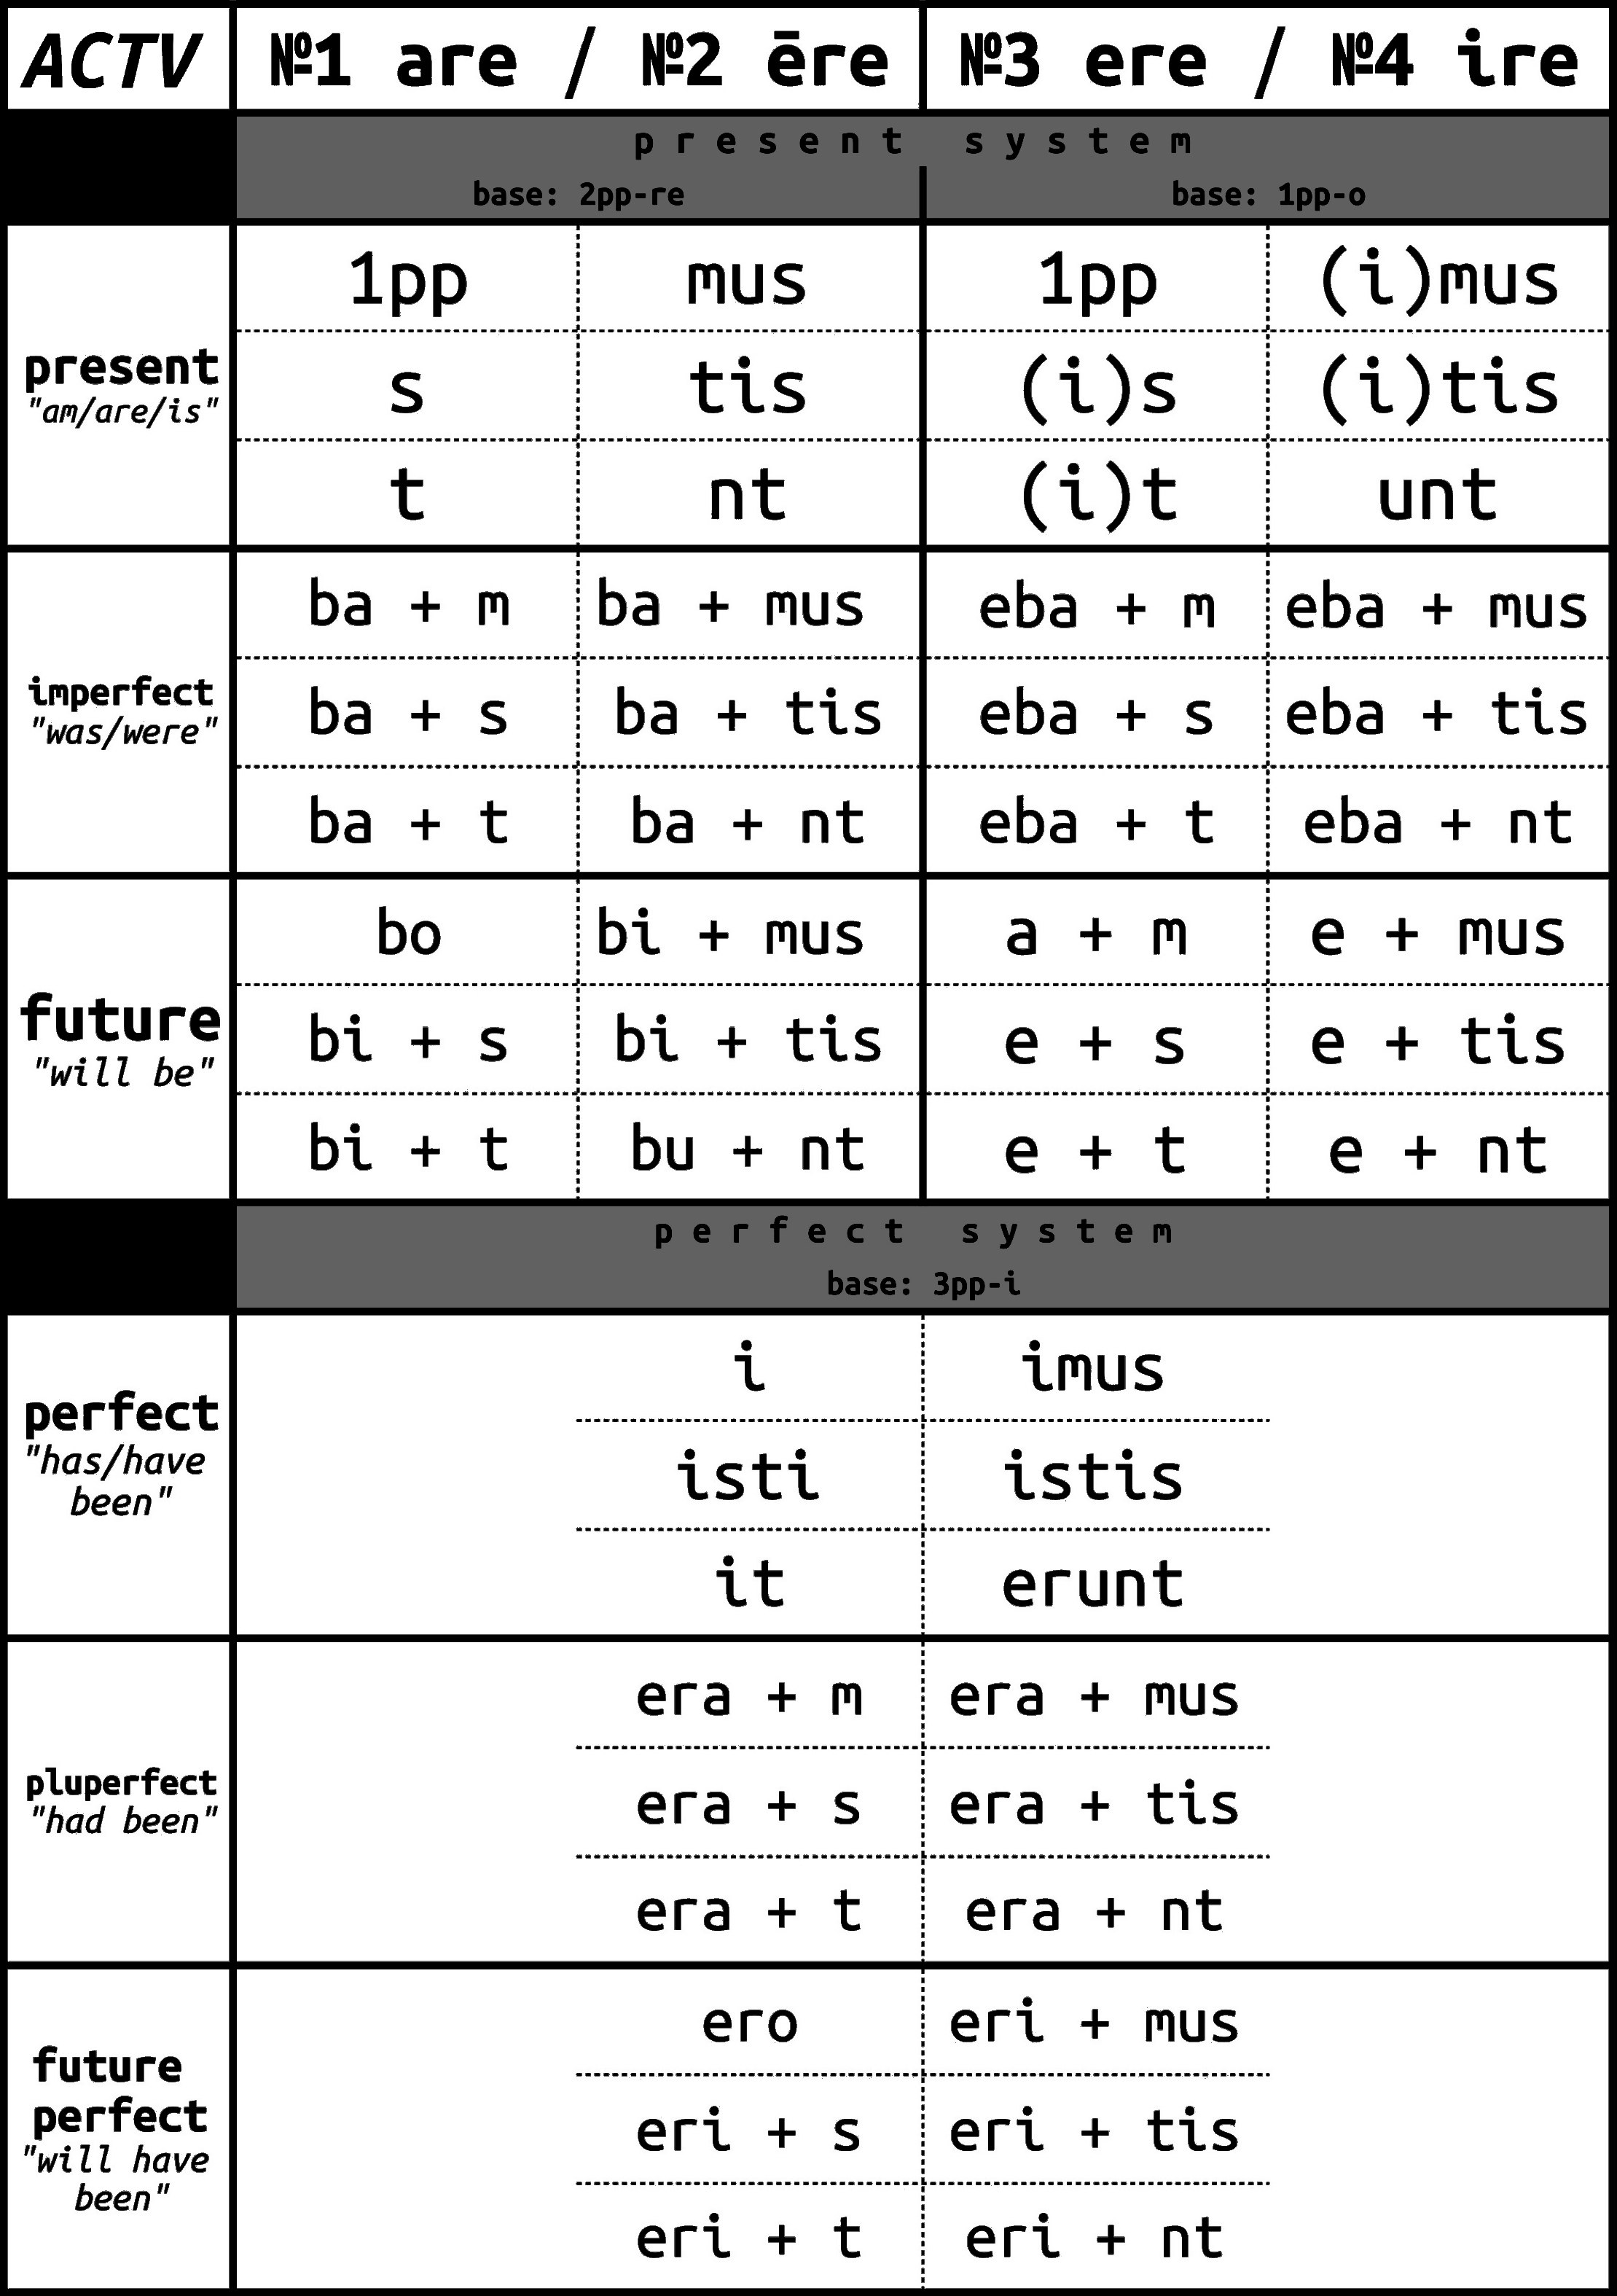 ACTV №1 are / №2 ēre №3 ere / №4 ire
present system
base: 2pp-re base: 1pp-o
present
"am/are/is"
1pp mus 1pp (i)mus
s tis (i)s (i)tis
t nt (i)t unt
imperfect
"was/were"
ba + m ba + mus eba + m eba + mus
ba + s ba + tis eba + s eba + tis
ba + t ba + nt eba + t eba + nt
future
"will be"
bo bi + mus a + m e + mus
bi + s bi + tis e + s e + tis
bi + t bu + nt e + t e + nt
perfect system
base: 3pp-i
perfect
"has/have
been"
i imus
isti istis
it erunt
pluperfect
"had been"
era + m era + mus
era + s era + tis
era + t era + nt
future
perfect
"will have
been"
ero eri + mus
eri + s eri + tis
eri + t eri + nt